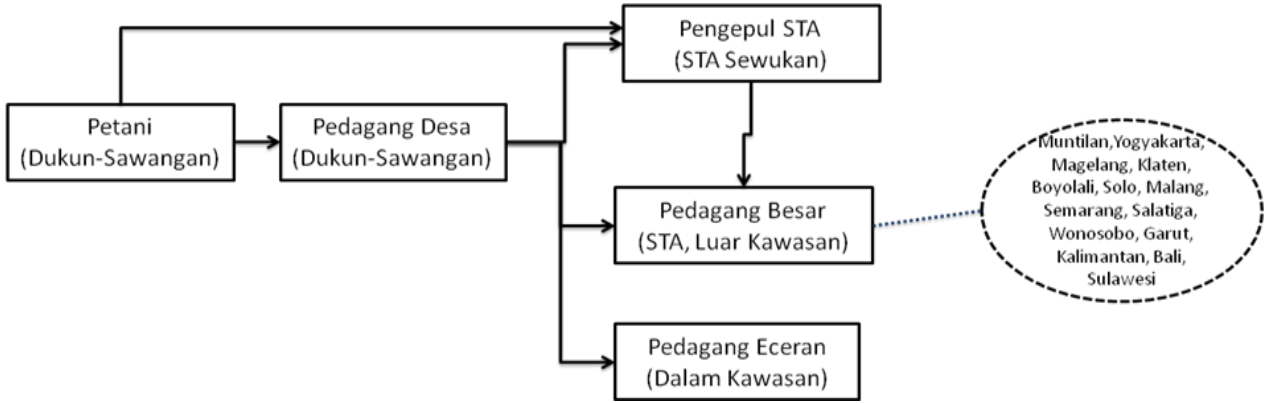 Pengepul STA
(STA Sewukan)
Petani
(Dukun-Sawangan)
Pedagang Desa
(Dukun-Sawangan)
Pedagang Besar
(STA, Luar Kawasan)
Muntilan,Yogyakarta,
Magelang, Klaten,
Boyolali, Solo, Malang,
Semarang, Salatiga,
Wonosobo, Garut,
Kalimantan, Bali,
Sulawesi
Pedagang Eceran
(Dalam Kawasan)